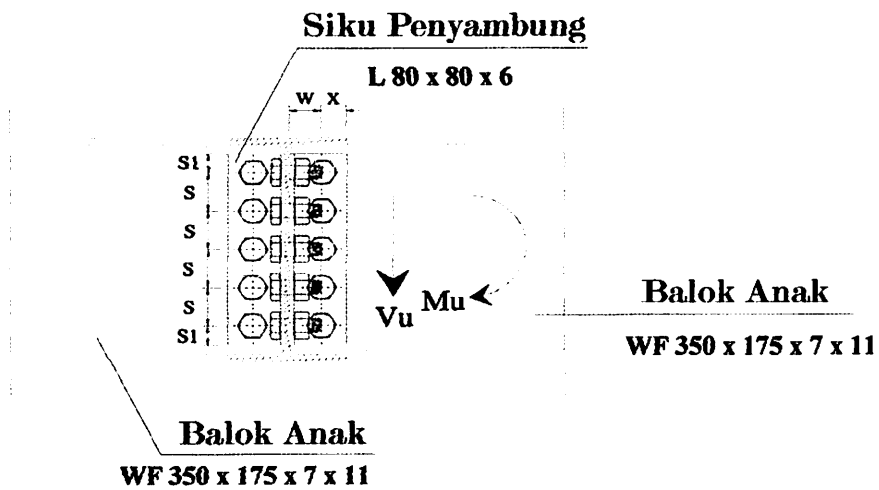 Siku Penyambung
L 80 x 80 x 6
w x
S1
S
S
S
S
S1
Vu Mu
Balok Anak
WF 350 x 175 x 7 x 11
Balok Anak
WF 350 x 175 x 7 x 11